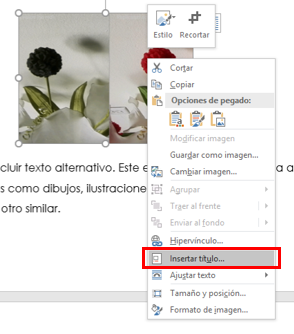 Estilo Recortar
Cortar
Copiar
Opciones de pegado:
Modificar imagen
Guardar como imagen...
Cambiar imagen...
Agrupar
Traer al frente
Enviar al fondo
Hipervínculo...
Insertar título...
Ajustar texto
Tamaño y posición...
Formato de imagen...
cluir texto alternativo. Este e
a a
s como dibujos, ilustracione
otro similar.